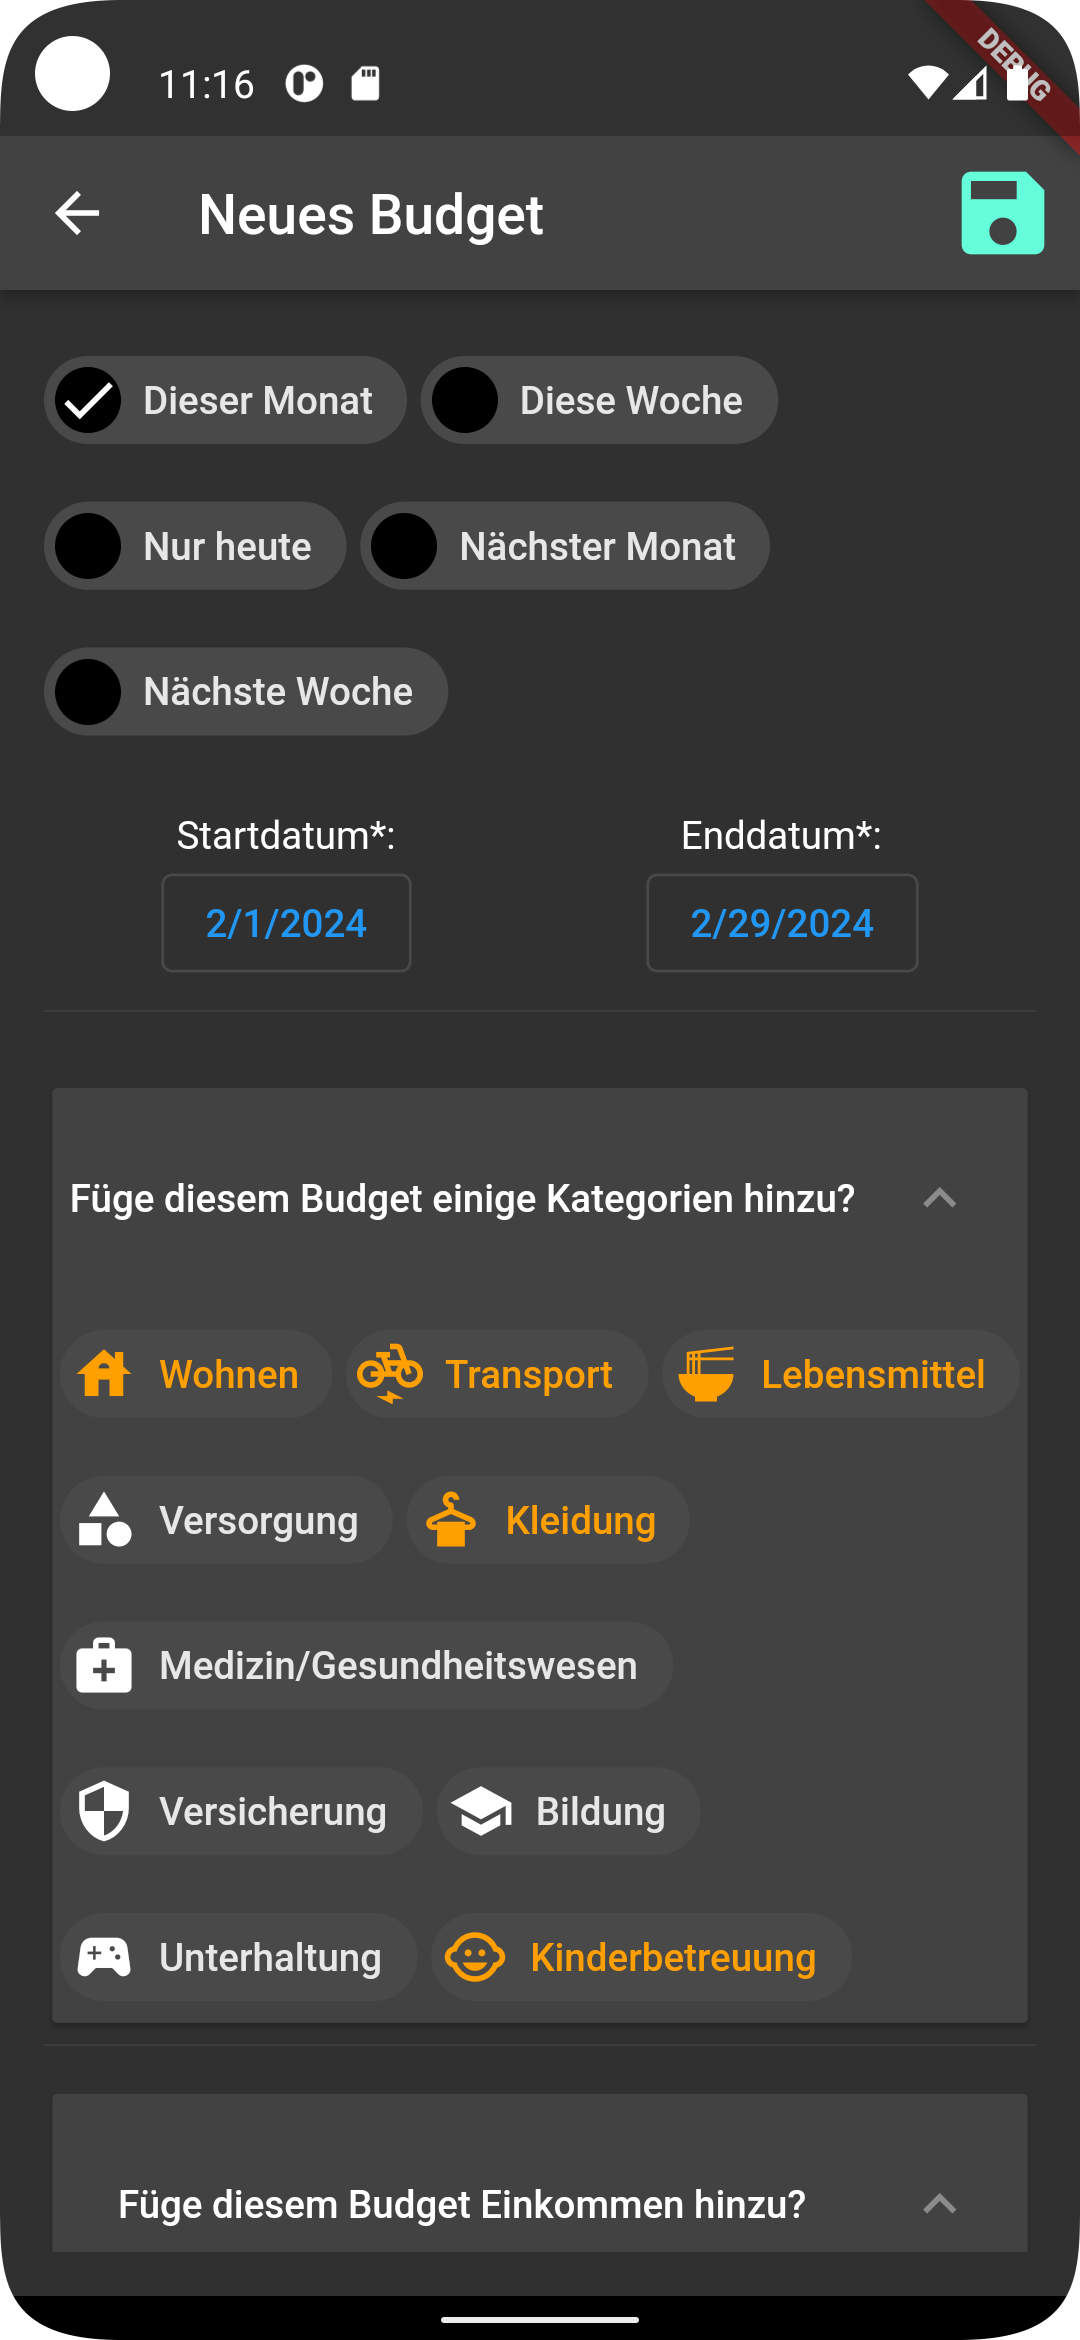 11:16
DEBUG
Neues Budget
Dieser Monat Diese Woche
Nur heute Nächster Monat
Nächste Woche
Startdatum*: Enddatum*:
2/1/2024 2/29/2024
Füge diesem Budget einige Kategorien hinzu?
Wohnen Transport Lebensmittel
Versorgung Kleidung
Medizin/Gesundheitswesen
Versicherung Bildung
Unterhaltung Kinderbetreuung
Füge diesem Budget Einkommen hinzu?